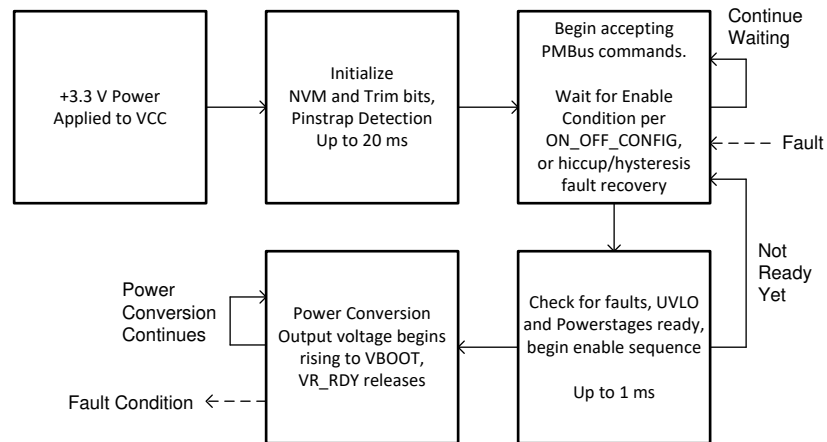 +3.3 V Power
Applied to VCC
Initialize
NVM and Trim bits,
Pinstrap Detection
Up to 20 ms
Begin accepting
PMBus commands.
Wait for Enable
Condition per
ON_OFF_CONFIG,
or hiccup/hysteresis
fault recovery
Continue
Waiting
Fault
Not
Ready
Yet
Check for faults, UVLO
and Powerstages ready,
begin enable sequence
Up to 1 ms
Power Conversion
Output voltage begins
rising to VBOOT,
VR_RDY releases
Power
Conversion
Continues
Fault Condition